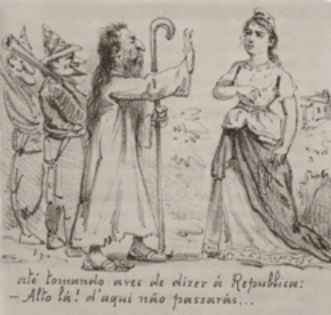 até tomando ares de dizer á Republica:
– Alto lá! d'aqui não passarás...